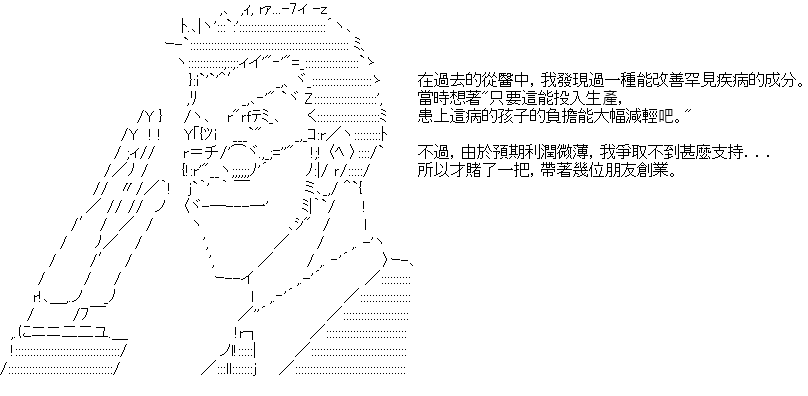 在過去的從醫中，我發現過一種能改善罕見疾病的成分。
當時想著"只要這能投入生產，
患上這病的孩子的負擔能大幅減輕吧。"
不過，由於預期利潤微薄，我爭取不到甚麼支持...
所以才賭了一把，帶著幾位朋友創業。